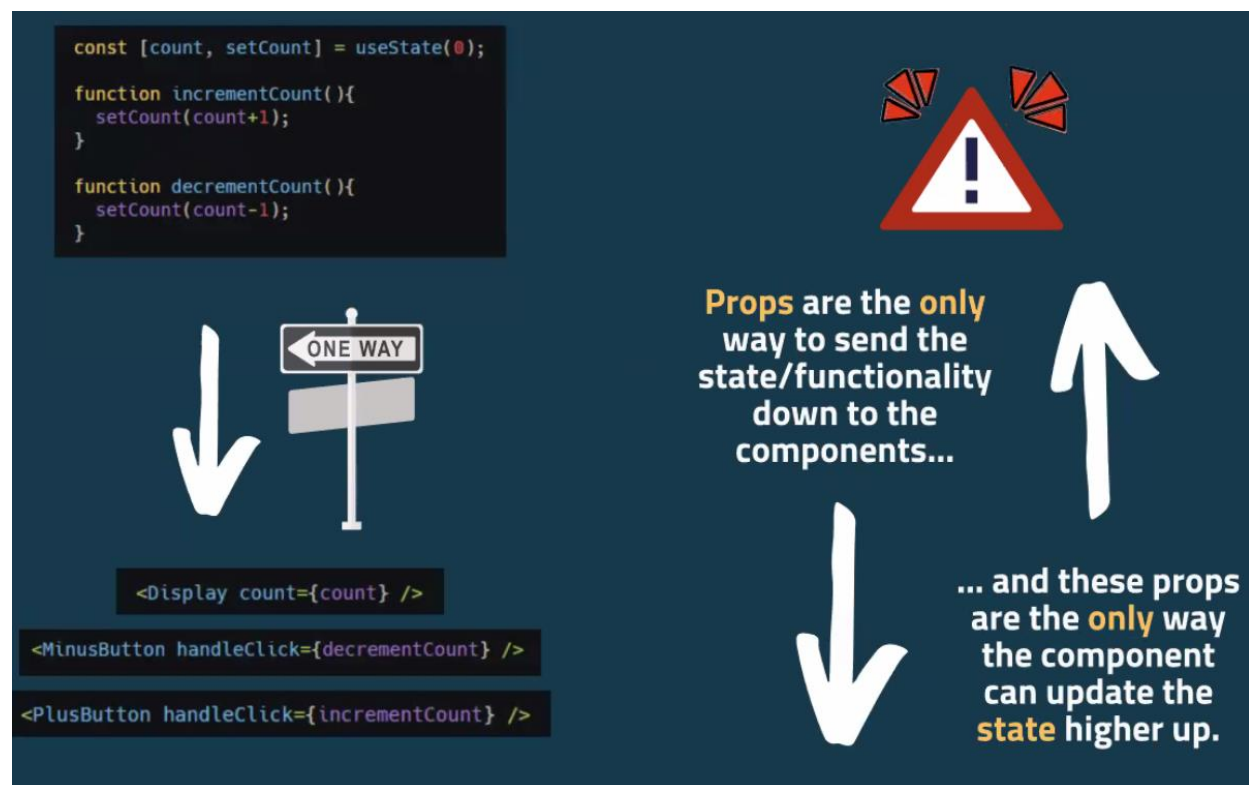 const [count, setCount] = useState(0);
function incrementCount(){
  setCount(count+1);
}
function decrementCount(){
  setCount(count-1);
}
ONE WAY
<Display count={count} />
<MinusButton handleClick={decrementCount} />
<PlusButton handleClick={incrementCount} />
!
Props are the only
way to send the
state/functionality
down to the
components...
... and these props
are the only way
the component
can update the
state higher up.